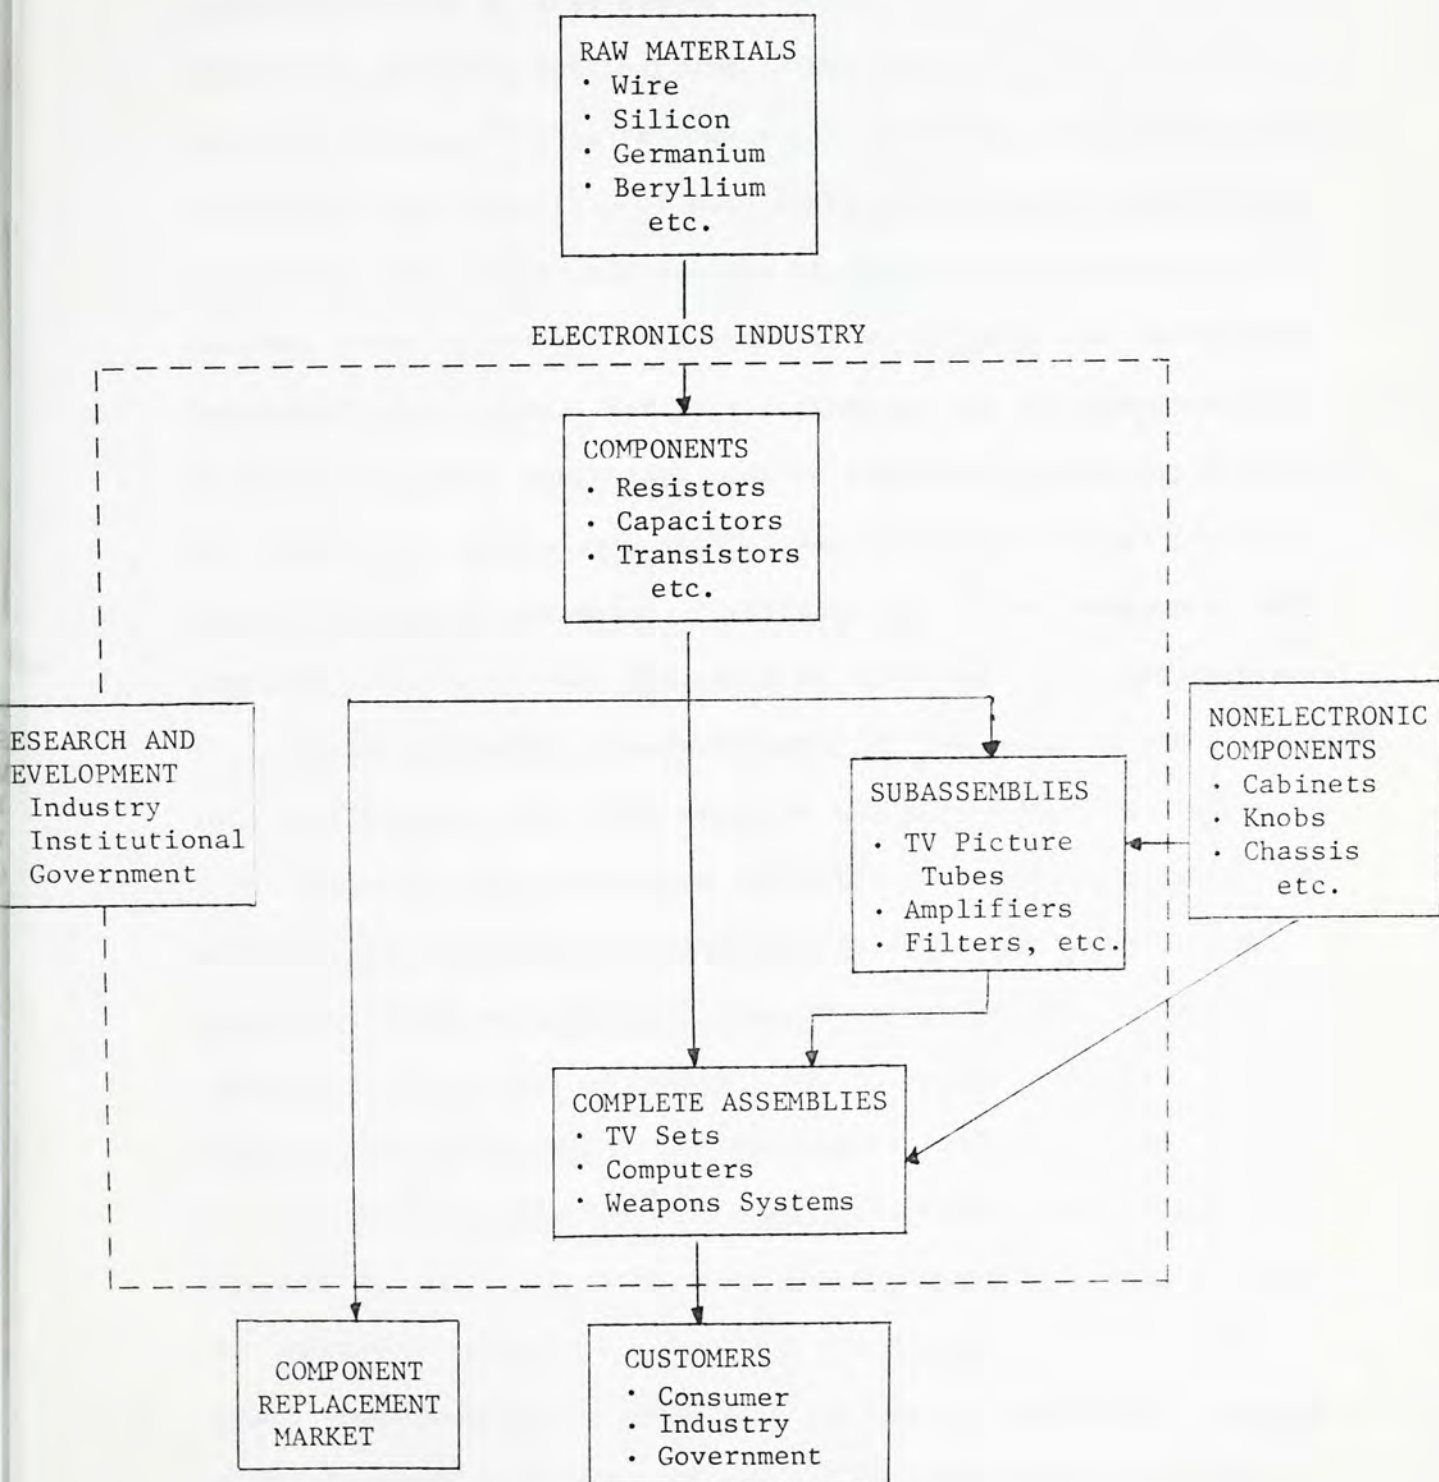 RAW MATERIALS
· Wire
· Silicon
· Germanium
· Beryllium
etc.
ELECTRONICS INDUSTRY
COMPONENTS
· Resistors
· Capacitors
· Transistors
etc.
ESEARCH AND
EVELOPMENT
Industry
Institutional
Government
SUBASSEMBLIES
· TV Picture
Tubes
· Amplifiers
· Filters, etc.
NONELECTRONIC
COMPONENTS
· Cabinets
· Knobs
· Chassis
etc.
COMPLETE ASSEMBLIES
· TV Sets
· Computers
· Weapons Systems
COMPONENT
REPLACEMENT
MARKET
CUSTOMERS
· Consumer
· Industry
· Government